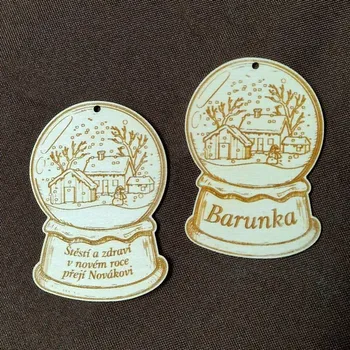 Štěstí a zdraví
v novém roce
přejí Novákovi
Barunka